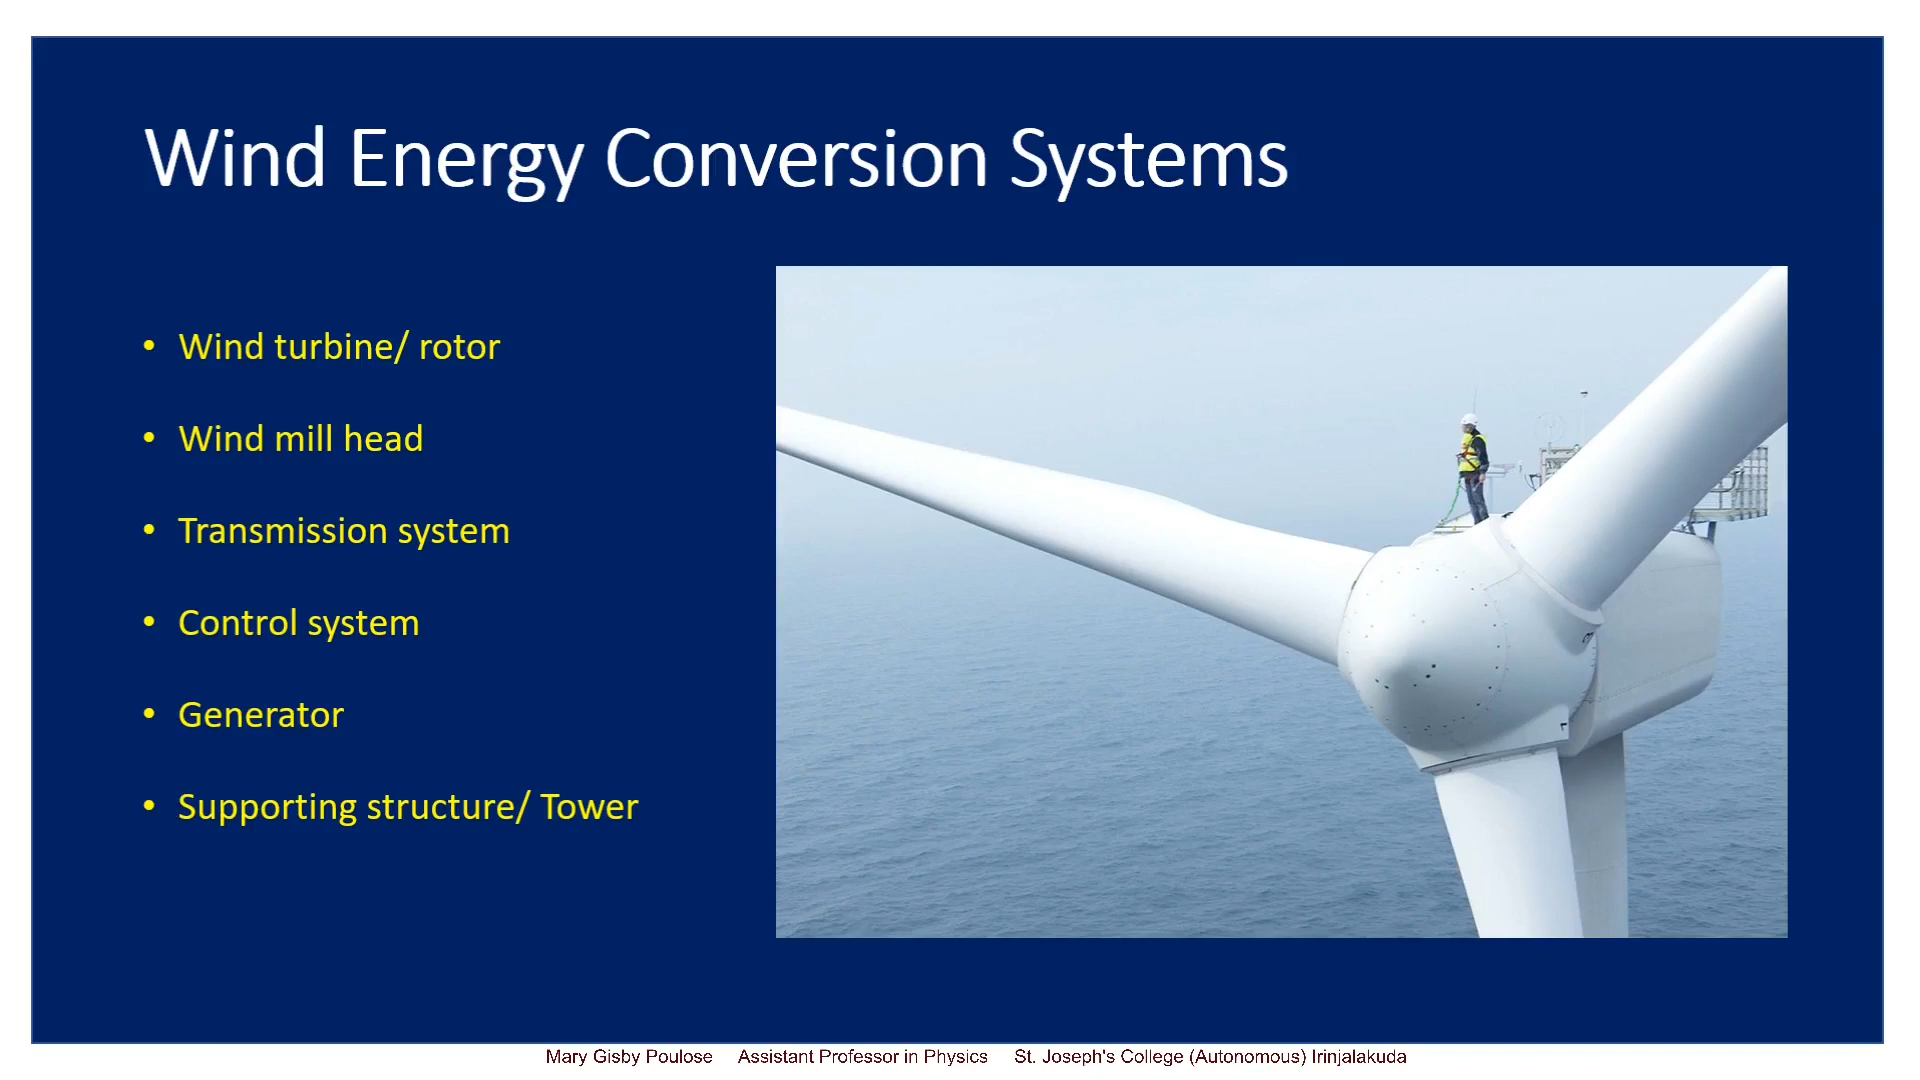 Wind Energy Conversion Systems
• Wind turbine/ rotor
• Wind mill head
• Transmission system
• Control system
• Generator
• Supporting structure/ Tower
Mary Gisby Poulose Assistant Professor in Physics St. Joseph's College (Autonomous) Irinjalakuda